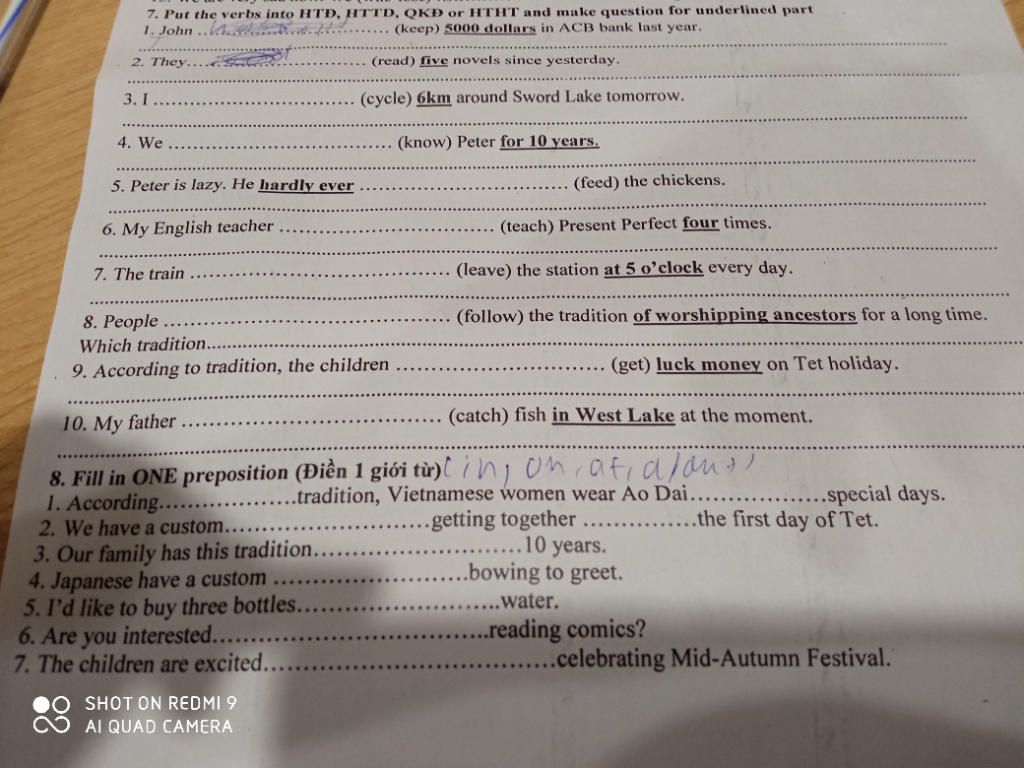 7. Put the verbs into HTĐ, HTTD, QKĐ or HTHT and make question for underlined part
1. John .................................... (keep) 5000 dollars in ACB bank last year.
2. They.................................... (read) five novels since yesterday.
3. I .................................... (cycle) 6km around Sword Lake tomorrow.
4. We ........................................ (know) Peter for 10 years.
5. Peter is lazy. He hardly ever ...................................... (feed) the chickens.
6. My English teacher ...................................... (teach) Present Perfect four times.
7. The train .............................................. (leave) the station at 5 o'clock every day.
8. People .................................................. (follow) the tradition of worshipping ancestors for a long time.
Which tradition....................................................................
9. According to tradition, the children ..................................... (get) luck money on Tet holiday.
10. My father ............................................. (catch) fish in West Lake at the moment.
8. Fill in ONE preposition (Điền 1 giới từ)
1. According....................tradition, Vietnamese women wear Ao Dai....................special days.
2. We have a custom..............................getting together .................the first day of Tet.
3. Our family has this tradition..............................10 years.
4. Japanese have a custom ............................bowing to greet.
5. I'd like to buy three bottles..............................water.
6. Are you interested........................................reading comics?
7. The children are excited..........................................celebrating Mid-Autumn Festival.
SHOT ON REDMI 9
AI QUAD CAMERA